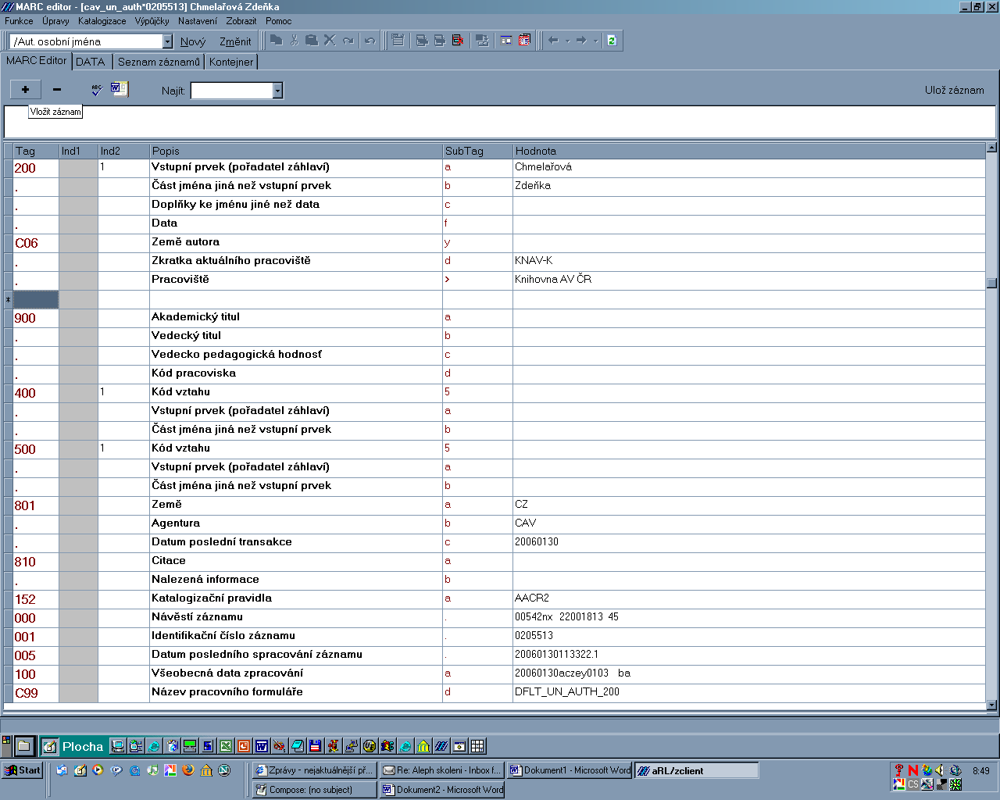 MARC editor - [cav_un_auth*0205513] Chmelařová Zdeňka
Funkce Úpravy Katalogizace Výpůjčky Nastavení Zobrazit Pomoc
/Aut. osobní jména Nový Změnit
MARC Editor DATA Seznam záznamů Kontejner
+ - ABC W Najít: Ulož záznam
Vložit záznam
Tag Ind1 Ind2 Popis SubTag Hodnota
200 1 Vstupní prvek (pořadatel záhlaví) a Chmelařová
. Část jména jiná než vstupní prvek b Zdeňka
. Doplňky ke jménu jiné než data c
. Data f
C06 Země autora y
. Zkratka aktuálního pracoviště d KNAV-K
. Pracoviště > Knihovna AV ČR
*
900 Akademický titul a
. Vedecký titul b
. Vedecko pedagogická hodnosť c
. Kód pracoviska d
400 1 Kód vztahu 5
. Vstupní prvek (pořadatel záhlaví) a
. Část jména jiná než vstupní prvek b
500 1 Kód vztahu 5
. Vstupní prvek (pořadatel záhlaví) a
. Část jména jiná než vstupní prvek b
801 Země a CZ
. Agentura b CAV
. Datum poslední transakce c 20060130
810 Citace a
. Nalezená informace b
152 Katalogizační pravidla a AACR2
000 Návěstí záznamu . 00542nx 22001813 45
001 Identifikační číslo záznamu . 0205513
005 Datum posledního spracování záznamu . 20060130113322.1
100 Všeobecná data zpracování a 20060130aczey0103 ba
C99 Název pracovního formuláře d DFLT_UN_AUTH_200
Plocha
Start Zprávy - nejaktuálnější př... Re: Aleph skoleni - Inbox f... Dokument1 - Microsoft Word aRL/zclient 8:49
Compose: (no subject) Dokument2 - Microsoft Word CS